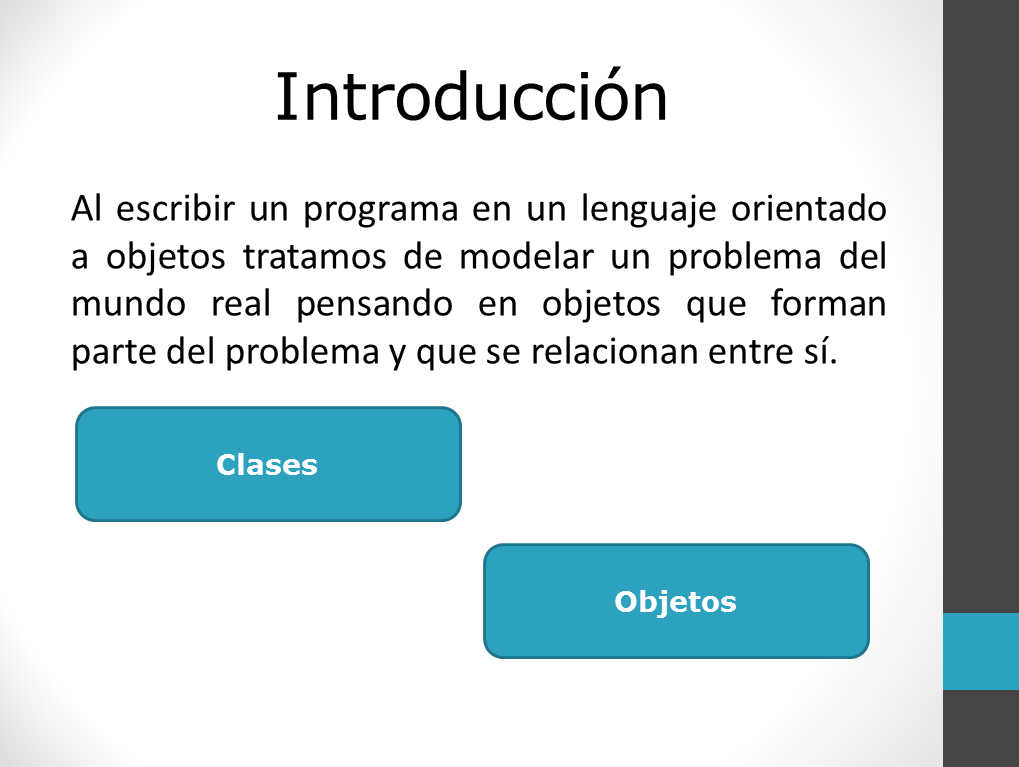 Introducción
Al escribir un programa en un lenguaje orientado
a objetos tratamos de modelar un problema del
mundo real pensando en objetos que forman
parte del problema y que se relacionan entre sí.
Clases
Objetos